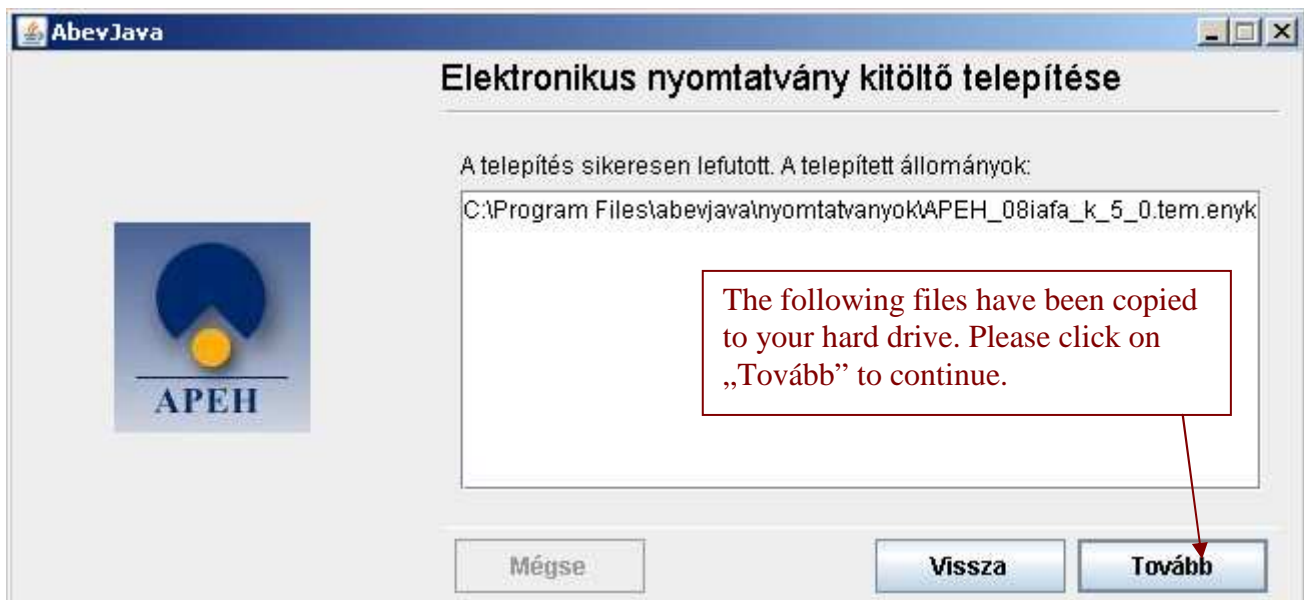 AbevJava
Elektronikus nyomtatvány kitöltő telepítése
A telepítés sikeresen lefutott. A telepített állományok:
C:\Program Files\abevjava\nyomtatvanyok\APEH_08iafa_k_5_0.tem.enyk
The following files have been copied
to your hard drive. Please click on
„Tovább” to continue.
APEH
Mégse
Vissza
Tovább